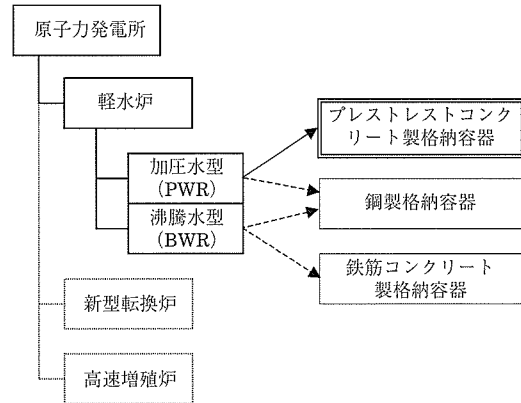 原子力発電所
軽水炉
プレストレストコンク
リート製格納容器
加圧水型
(PWR)
鋼製格納容器
沸騰水型
(BWR)
鉄筋コンクリート
製格納容器
新型転換炉
高速増殖炉